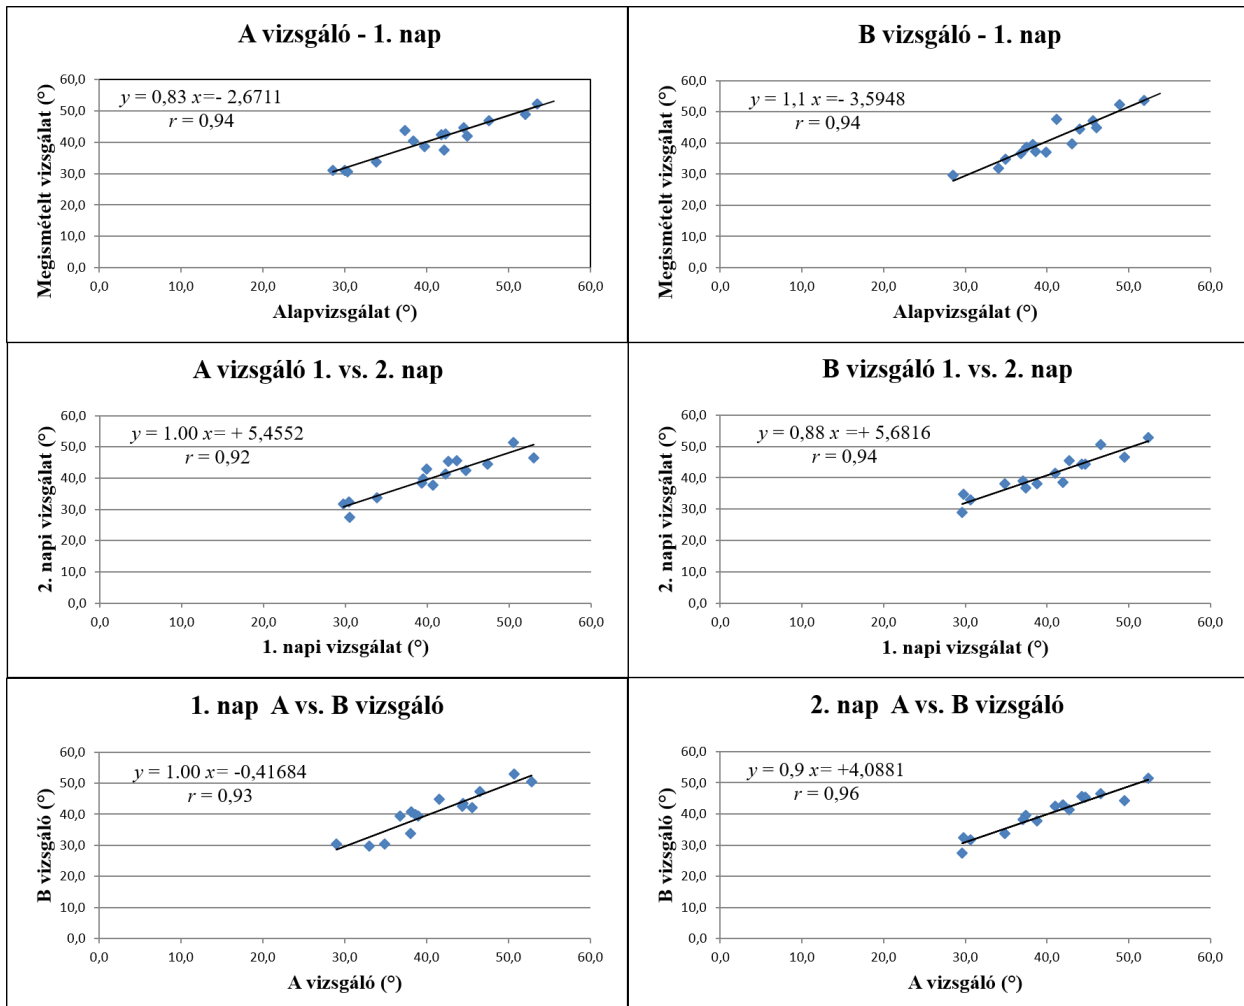 A vizsgáló - 1. nap
y = 0,83 x=- 2,6711
r = 0,94
Megismételt vizsgálat (°)
60,0
50,0
40,0
30,0
20,0
10,0
0,0
0,0 10,0 20,0 30,0 40,0 50,0 60,0
Alapvizsgálat (°)
B vizsgáló - 1. nap
y = 1,1 x=- 3,5948
r = 0,94
Megismételt vizsgálat (°)
60,0
50,0
40,0
30,0
20,0
10,0
0,0
0,0 10,0 20,0 30,0 40,0 50,0 60,0
Alapvizsgálat (°)
A vizsgáló 1. vs. 2. nap
y = 1.00 x= + 5,4552
r = 0,92
2. napi vizsgálat (°)
60,0
50,0
40,0
30,0
20,0
10,0
0,0
0,0 10,0 20,0 30,0 40,0 50,0 60,0
1. napi vizsgálat (°)
B vizsgáló 1. vs. 2. nap
y = 0,88 x =+ 5,6816
r = 0,94
2. napi vizsgálat (°)
60,0
50,0
40,0
30,0
20,0
10,0
0,0
0,0 10,0 20,0 30,0 40,0 50,0 60,0
1. napi vizsgálat (°)
1. nap A vs. B vizsgáló
y = 1.00 x= -0,41684
r = 0,93
B vizsgáló (°)
60,0
50,0
40,0
30,0
20,0
10,0
0,0
0,0 10,0 20,0 30,0 40,0 50,0 60,0
A vizsgáló (°)
2. nap A vs. B vizsgáló
y = 0,9 x= +4,0881
r = 0,96
B vizsgáló (°)
60,0
50,0
40,0
30,0
20,0
10,0
0,0
0,0 10,0 20,0 30,0 40,0 50,0 60,0
A vizsgáló (°)